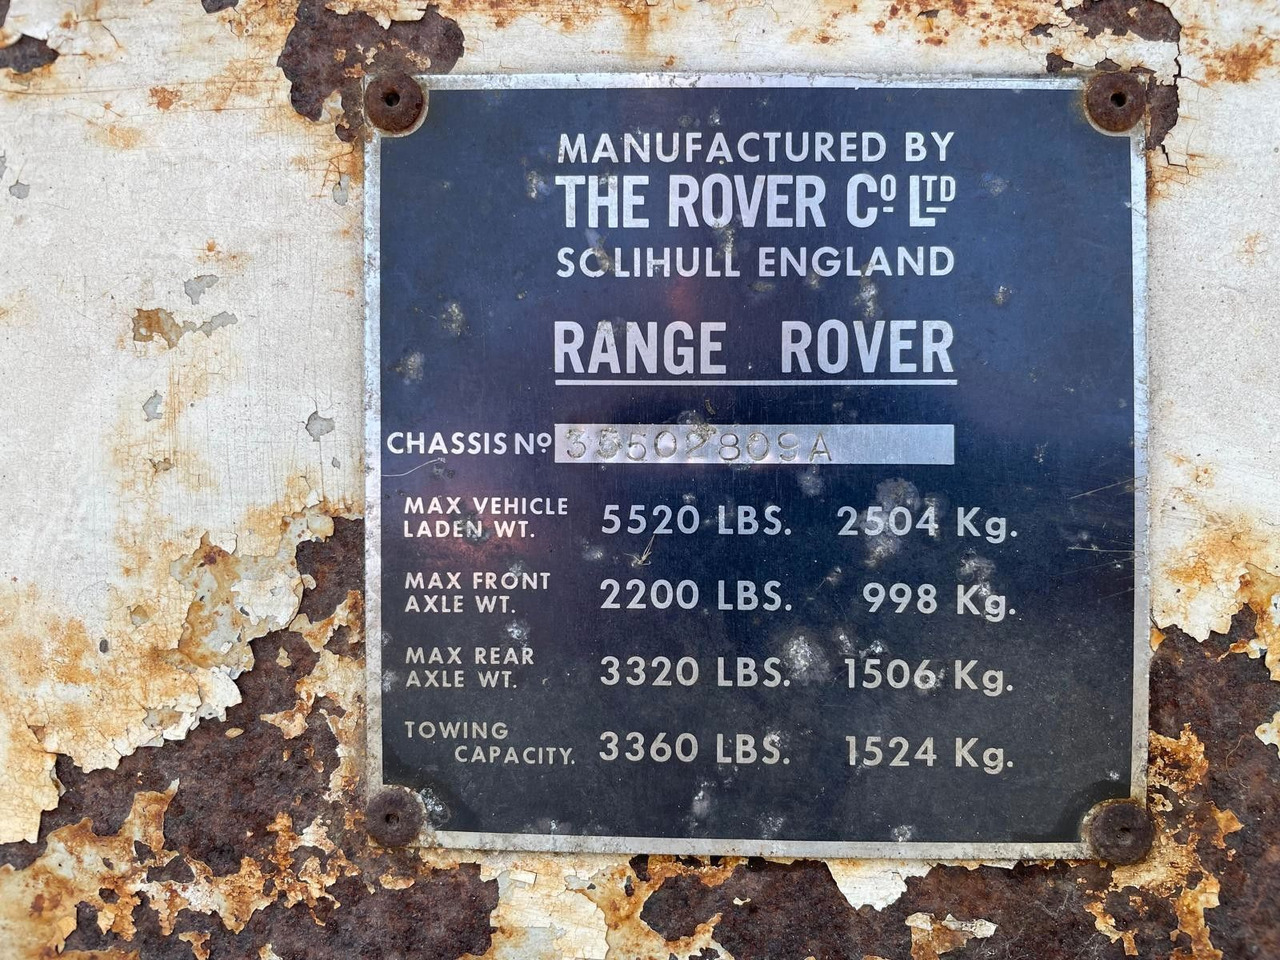 MANUFACTURED BY
THE ROVER Cº LTD
SOLIHULL ENGLAND
RANGE ROVER
CHASSIS Nº 35502809A
MAX VEHICLE LADEN WT. 5520 LBS. 2504 Kg.
MAX FRONT AXLE WT. 2200 LBS. 998 Kg.
MAX REAR AXLE WT. 3320 LBS. 1506 Kg.
TOWING CAPACITY. 3360 LBS. 1524 Kg.